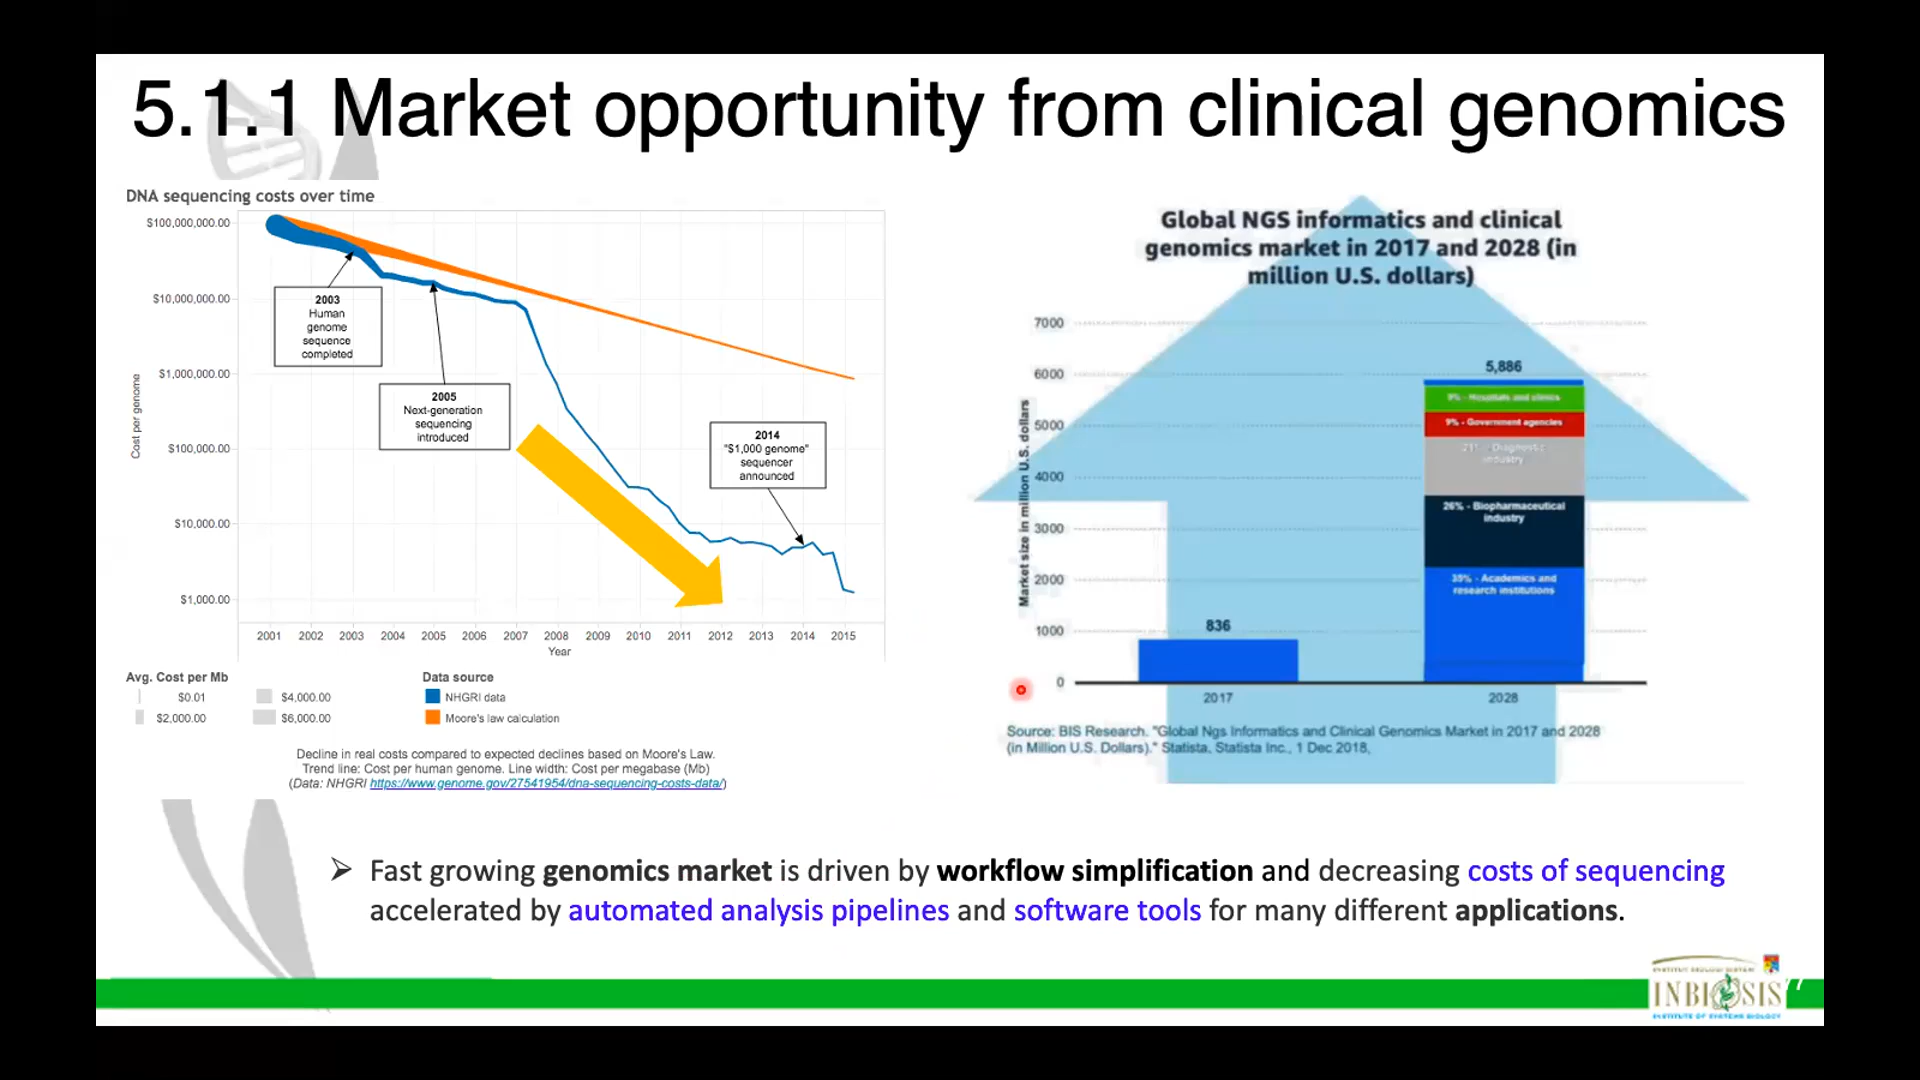 5.1.1 Market opportunity from clinical genomics
DNA sequencing costs over time
$100,000,000.00
$10,000,000.00
$1,000,000.00
$100,000.00
$10,000.00
$1,000.00
Cost per genome
2003
Human
genome
sequence
completed
2005
Next-generation
sequencing
introduced
2014
"$1,000 genome"
sequencer
announced
2001 2002 2003 2004 2005 2006 2007 2008 2009 2010 2011 2012 2013 2014 2015
Year
Avg. Cost per Mb
$0.01
$4,000.00
$2,000.00
$6,000.00
Data source
NHGRI data
Moore's law calculation
Decline in real costs compared to expected declines based on Moore's Law.
Trend line: Cost per human genome. Line width: Cost per megabase (Mb)
(Data: NHGRI https://www.genome.gov/27541954/dna-sequencing-costs-data/)
Global NGS informatics and clinical
genomics market in 2017 and 2028 (in
million U.S. dollars)
7000
6000
5000
4000
3000
2000
1000
0
Market size in million U.S. dollars
836
5,886
9% - Hospitals and clinics
9% - Government agencies
21% - Diagnostic
industry
26% - Biopharmaceutical
industry
35% - Academics and
research institutions
2017
2028
Source: BIS Research. "Global Ngs Informatics and Clinical Genomics Market in 2017 and 2028
(in Million U.S. Dollars)." Statista, Statista Inc., 1 Dec 2018,
➢ Fast growing genomics market is driven by workflow simplification and decreasing costs of sequencing
accelerated by automated analysis pipelines and software tools for many different applications.
INBIOSIS
INSTITUTE OF SYSTEMS BIOLOGY